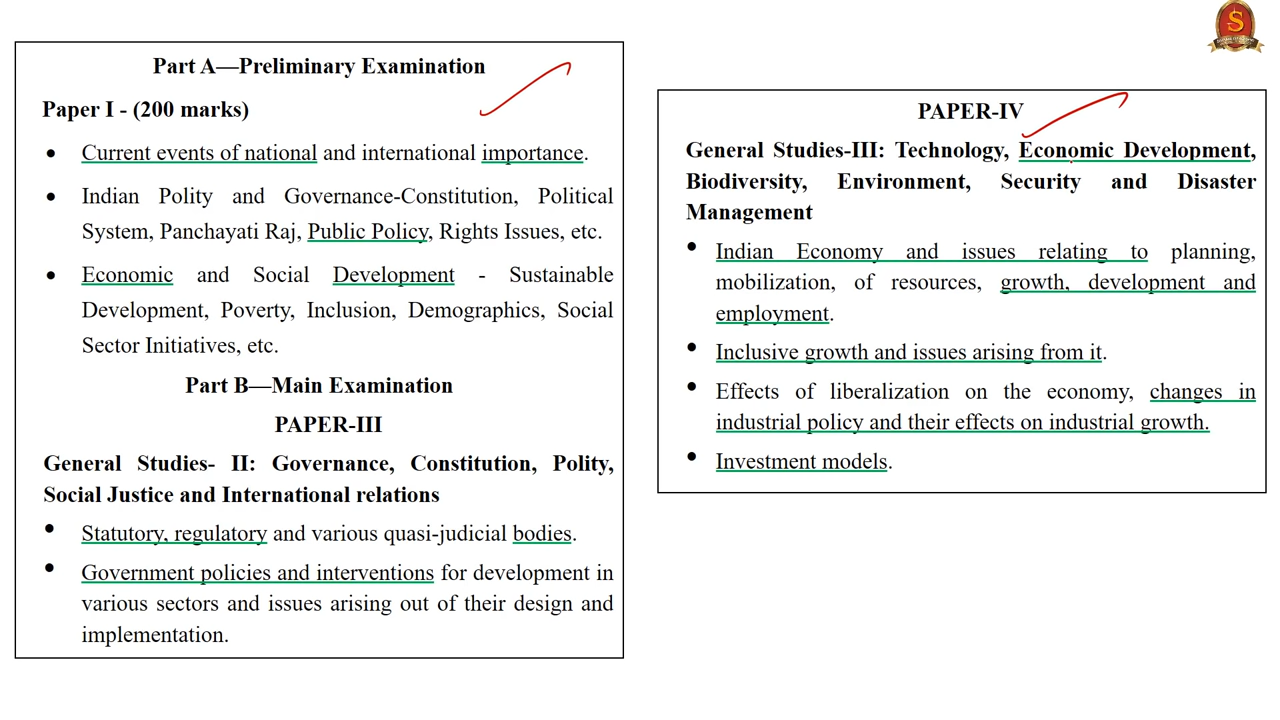 Part A—Preliminary Examination
Paper I - (200 marks)
• Current events of national and international importance.
• Indian Polity and Governance-Constitution, Political
System, Panchayati Raj, Public Policy, Rights Issues, etc.
• Economic and Social Development - Sustainable
Development, Poverty, Inclusion, Demographics, Social
Sector Initiatives, etc.
Part B—Main Examination
PAPER-III
General Studies- II: Governance, Constitution, Polity,
Social Justice and International relations
• Statutory, regulatory and various quasi-judicial bodies.
• Government policies and interventions for development in
various sectors and issues arising out of their design and
implementation.
PAPER-IV
General Studies-III: Technology, Economic Development,
Biodiversity, Environment, Security and Disaster
Management
• Indian Economy and issues relating to planning,
mobilization, of resources, growth, development and
employment.
• Inclusive growth and issues arising from it.
• Effects of liberalization on the economy, changes in
industrial policy and their effects on industrial growth.
• Investment models.
S